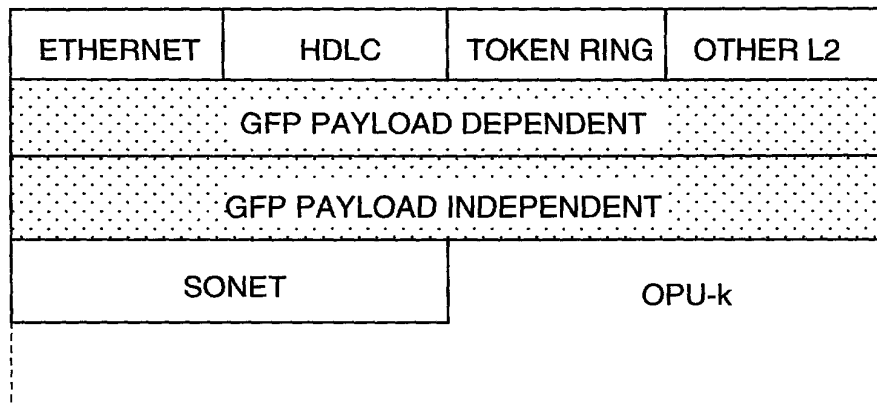 ETHERNET HDLC TOKEN RING OTHER L2
GFP PAYLOAD DEPENDENT
GFP PAYLOAD INDEPENDENT
SONET OPU-k